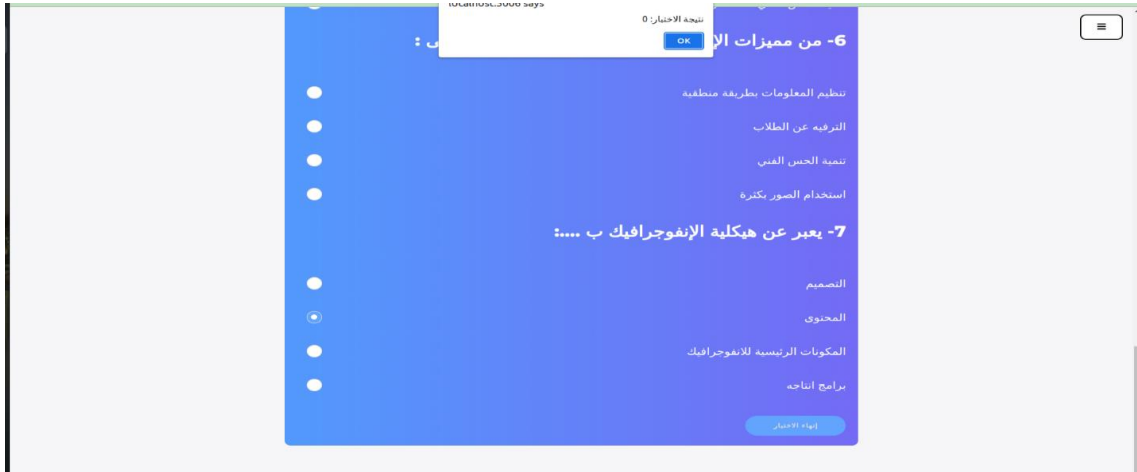 localhost:3006 says
نتيجة الاختبار: 0
OK
6- من مميزات
:
تنظيم المعلومات بطريقة منطقية
الترفيه عن الطلاب
تنمية الحس الفني
استخدام الصور بكثرة
7- يعبر عن هيكلية الإنفوجرافيك ب ....:
التصميم
المحتوى
المكونات الرئيسية للانفوجرافيك
برامج انتاجه
إنهاء الاختبار